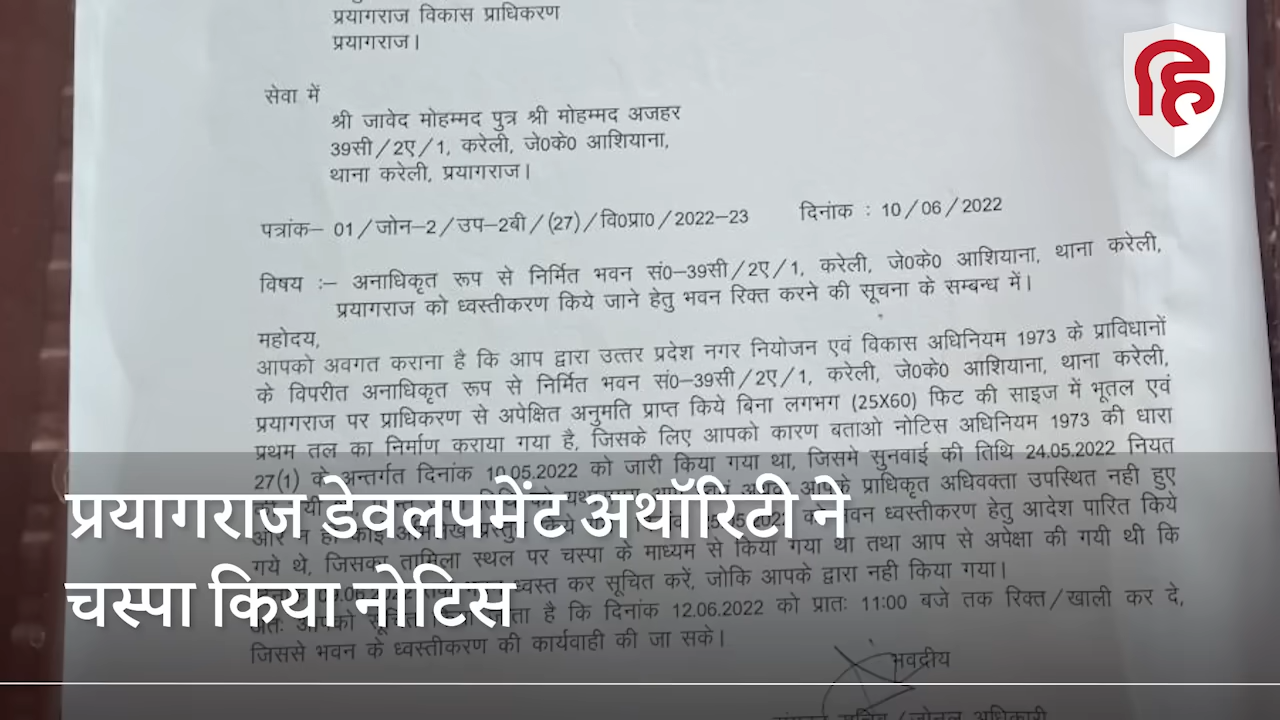 प्रयागराज विकास प्राधिकरण
प्रयागराज।
सेवा में
श्री जावेद मोहम्मद पुत्र श्री मोहम्मद अजहर
39सी/2ए/1, करेली, जे0के0 आशियाना,
थाना करेली, प्रयागराज।
पत्रांक– 01/जोन–2/उप–2बी/(27)/वि0प्रा0/2022–23 दिनांक : 10/06/2022
विषय :– अनाधिकृत रूप से निर्मित भवन सं0–39सी/2ए/1, करेली, जे0के0 आशियाना, थाना करेली,
प्रयागराज को ध्वस्तीकरण किये जाने हेतु भवन रिक्त करने की सूचना के सम्बन्ध में।
महोदय,
आपको अवगत कराना है कि आप द्वारा उत्तर प्रदेश नगर नियोजन एवं विकास अधिनियम 1973 के प्राविधानों
के विपरीत अनाधिकृत रूप से निर्मित भवन सं0–39सी/2ए/1, करेली, जे0के0 आशियाना, थाना करेली,
प्रयागराज पर प्राधिकरण से अपेक्षित अनुमति प्राप्त किये बिना लगभग (25X60) फिट की साइज में भूतल एवं
प्रथम तल का निर्माण कराया गया है, जिसके लिए आपको कारण बताओ नोटिस अधिनियम 1973 की धारा
27(1) के अन्तर्गत दिनांक 10.05.2022 को जारी किया गया था, जिसमे सुनवाई की तिथि 24.05.2022 नियत
आपके प्राधिकृत अधिवक्ता उपस्थित नही हुए
और न ही कोई को भवन ध्वस्तीकरण हेतु आदेश पारित किये
गये थे, जिसका तामिला स्थल पर चस्पा के माध्यम से किया गया था तथा आप से अपेक्षा की गयी थी कि
ध्वस्त कर सूचित करें, जोकि आपके द्वारा नही किया गया।
अतः आपको सूचित है कि दिनांक 12.06.2022 को प्रातः 11:00 बजे तक रिक्त/खाली कर दे,
जिससे भवन के ध्वस्तीकरण की कार्यवाही की जा सके।
भवदीय
प्रयागराज डेवलपमेंट अथॉरिटी ने
चस्पा किया नोटिस
हि